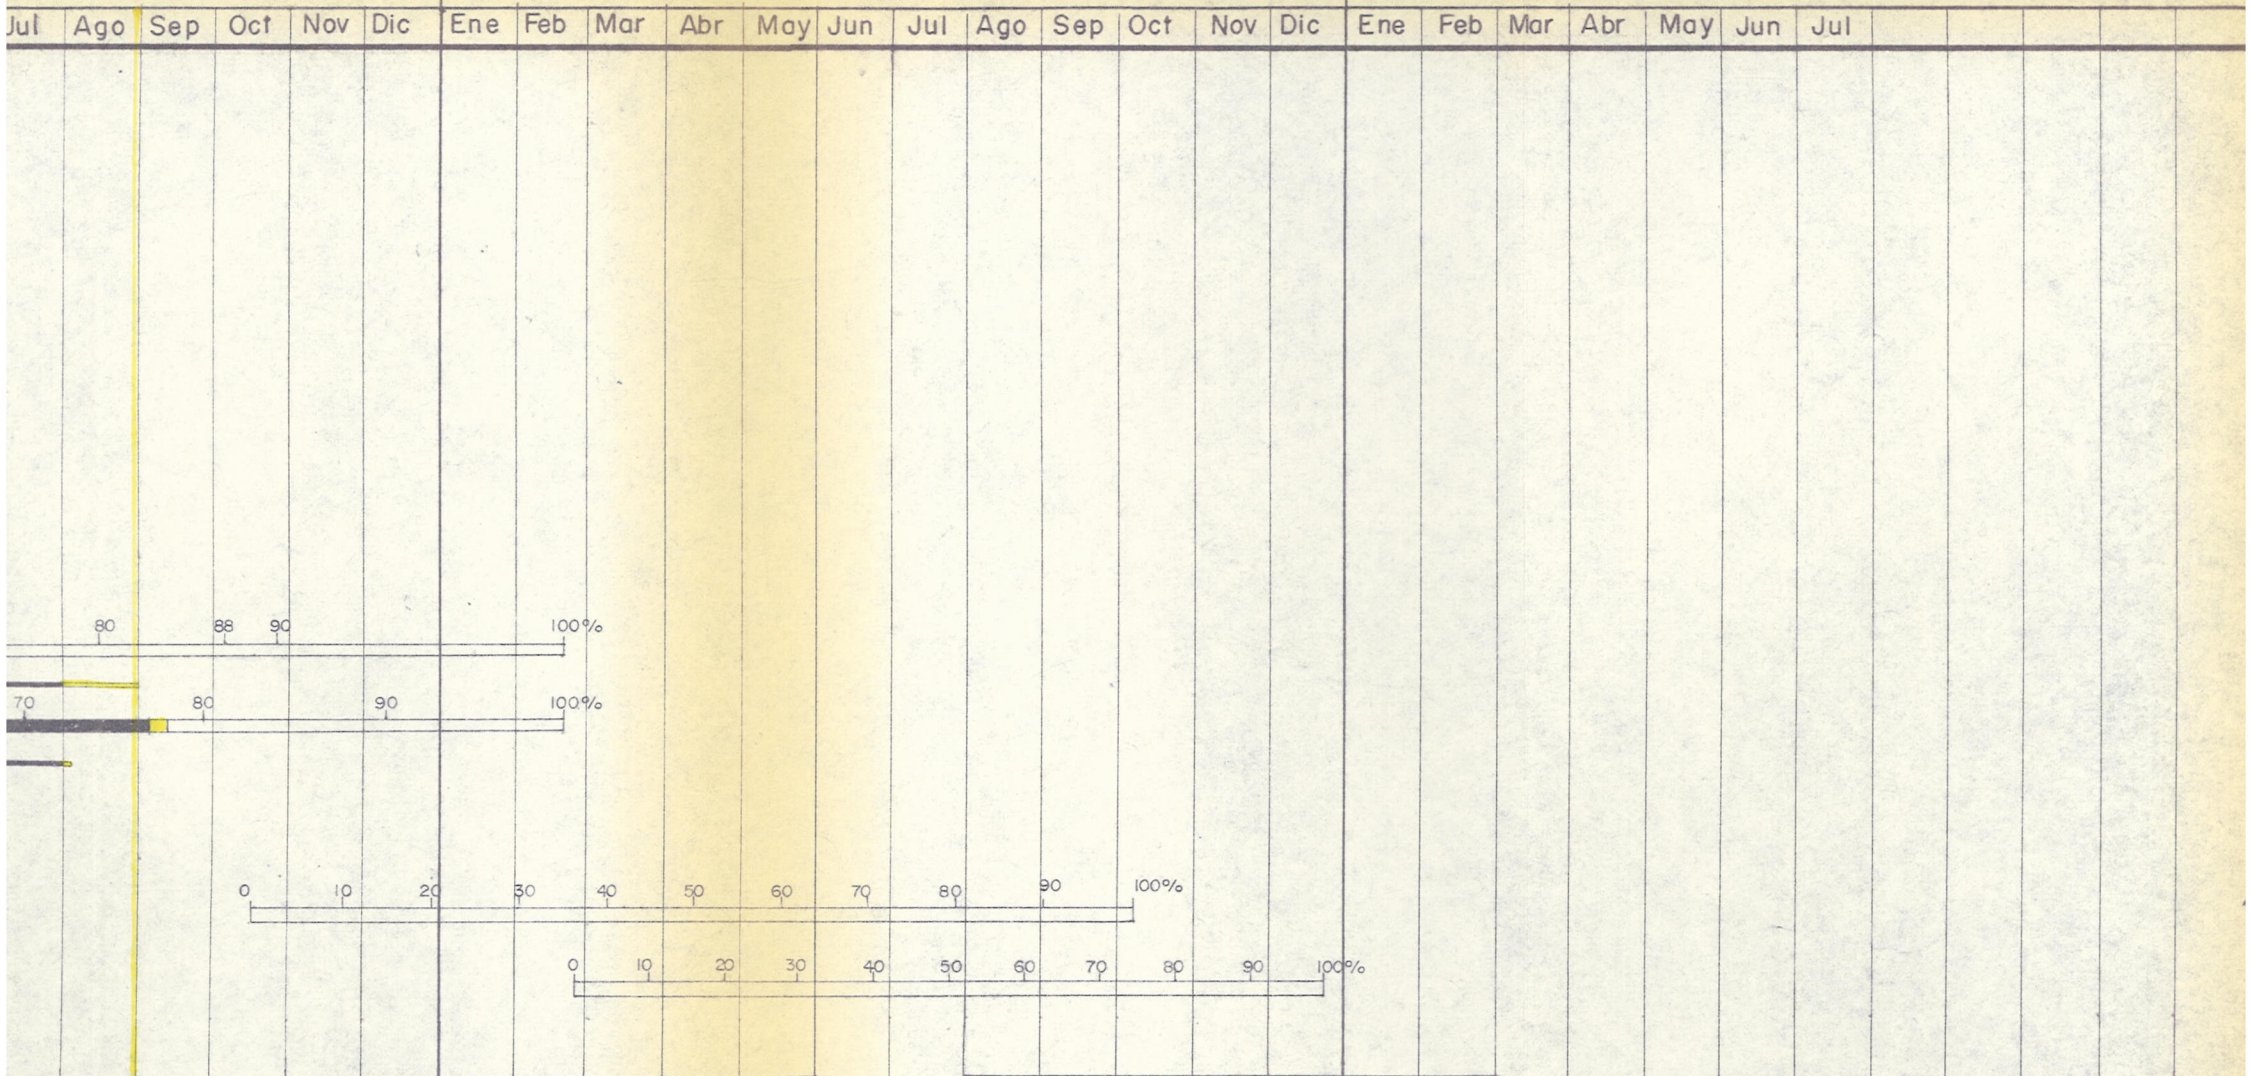 Jul Ago Sep Oct Nov Dic Ene Feb Mar Abr May Jun Jul Ago Sep Oct Nov Dic Ene Feb Mar Abr May Jun Jul
80 88 90 100%
70 80 90 100%
0 10 20 30 40 50 60 70 80 90 100%
0 10 20 30 40 50 60 70 80 90 100%